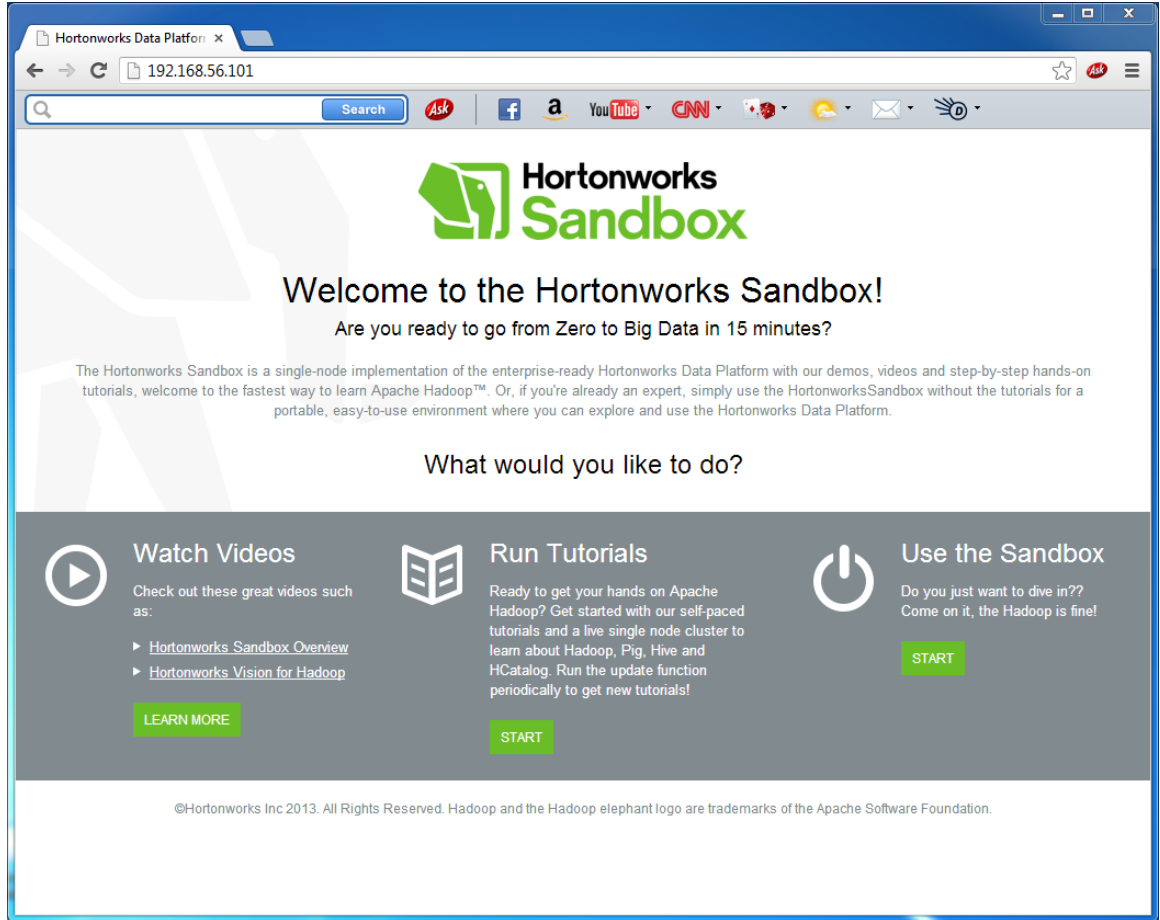 Hortonworks Data Platforr
192.168.56.101
Ask
Search
Ask
f
a
YouTube
CNN
D
Hortonworks
Sandbox
Welcome to the Hortonworks Sandbox!
Are you ready to go from Zero to Big Data in 15 minutes?
The Hortonworks Sandbox is a single-node implementation of the enterprise-ready Hortonworks Data Platform with our demos, videos and step-by-step hands-on
tutorials, welcome to the fastest way to learn Apache Hadoop™. Or, if you're already an expert, simply use the HortonworksSandbox without the tutorials for a
portable, easy-to-use environment where you can explore and use the Hortonworks Data Platform.
What would you like to do?
Watch Videos
Check out these great videos such
as:
Hortonworks Sandbox Overview
Hortonworks Vision for Hadoop
LEARN MORE
Run Tutorials
Ready to get your hands on Apache
Hadoop? Get started with our self-paced
tutorials and a live single node cluster to
learn about Hadoop, Pig, Hive and
HCatalog. Run the update function
periodically to get new tutorials!
START
Use the Sandbox
Do you just want to dive in??
Come on it, the Hadoop is fine!
START
©Hortonworks Inc 2013. All Rights Reserved. Hadoop and the Hadoop elephant logo are trademarks of the Apache Software Foundation.